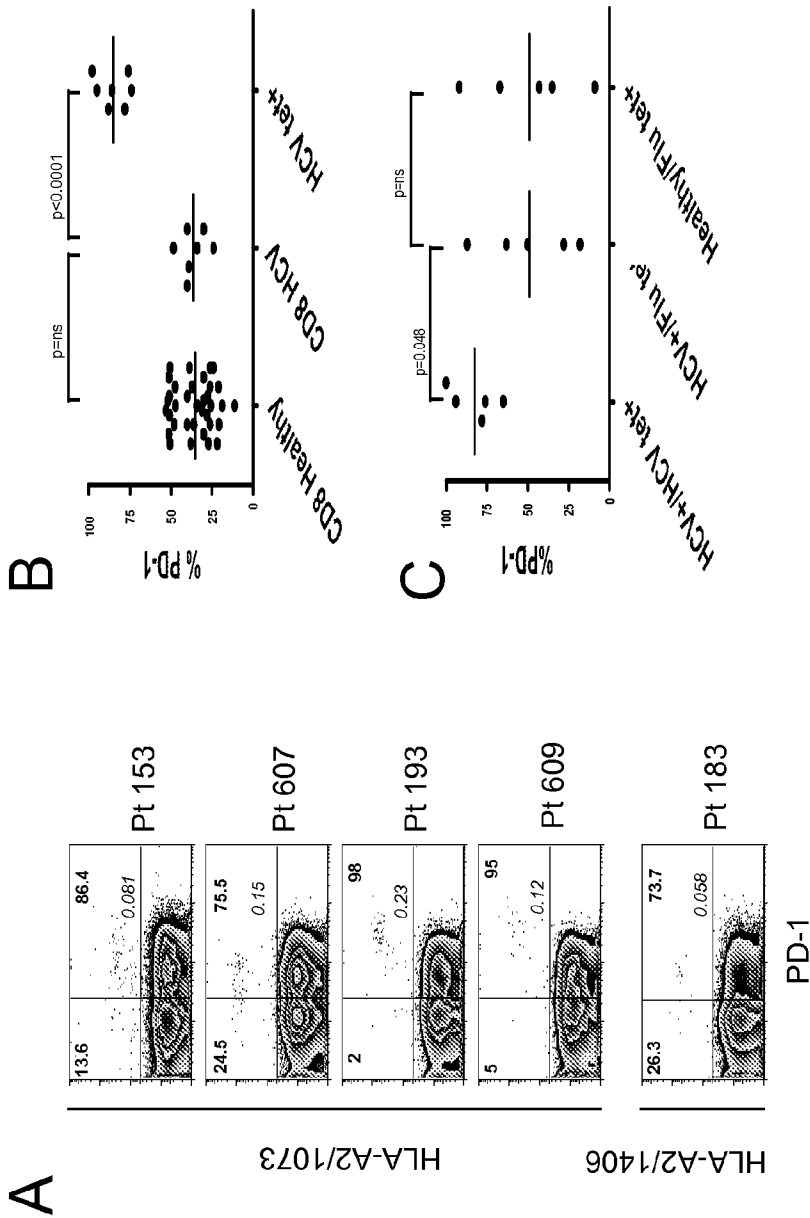 A
HLA-A2/1073
13.6 86.4
0.081
Pt 153
24.5 75.5
0.15
Pt 607
2 98
0.23
Pt 193
5 95
0.12
Pt 609
HLA-A2/1406
26.3 73.7
0.058
Pt 183
PD-1
B
p=ns
p<0.0001
% PD-1
100
75
50
25
0
CD8 Healthy
CD8 HCV
HCV tet+
C
p=0.048
p=ns
%PD-1
100
75
50
25
0
HCV+/HCV tet+
HCV+/Flu te
Healthy/Flu tet+